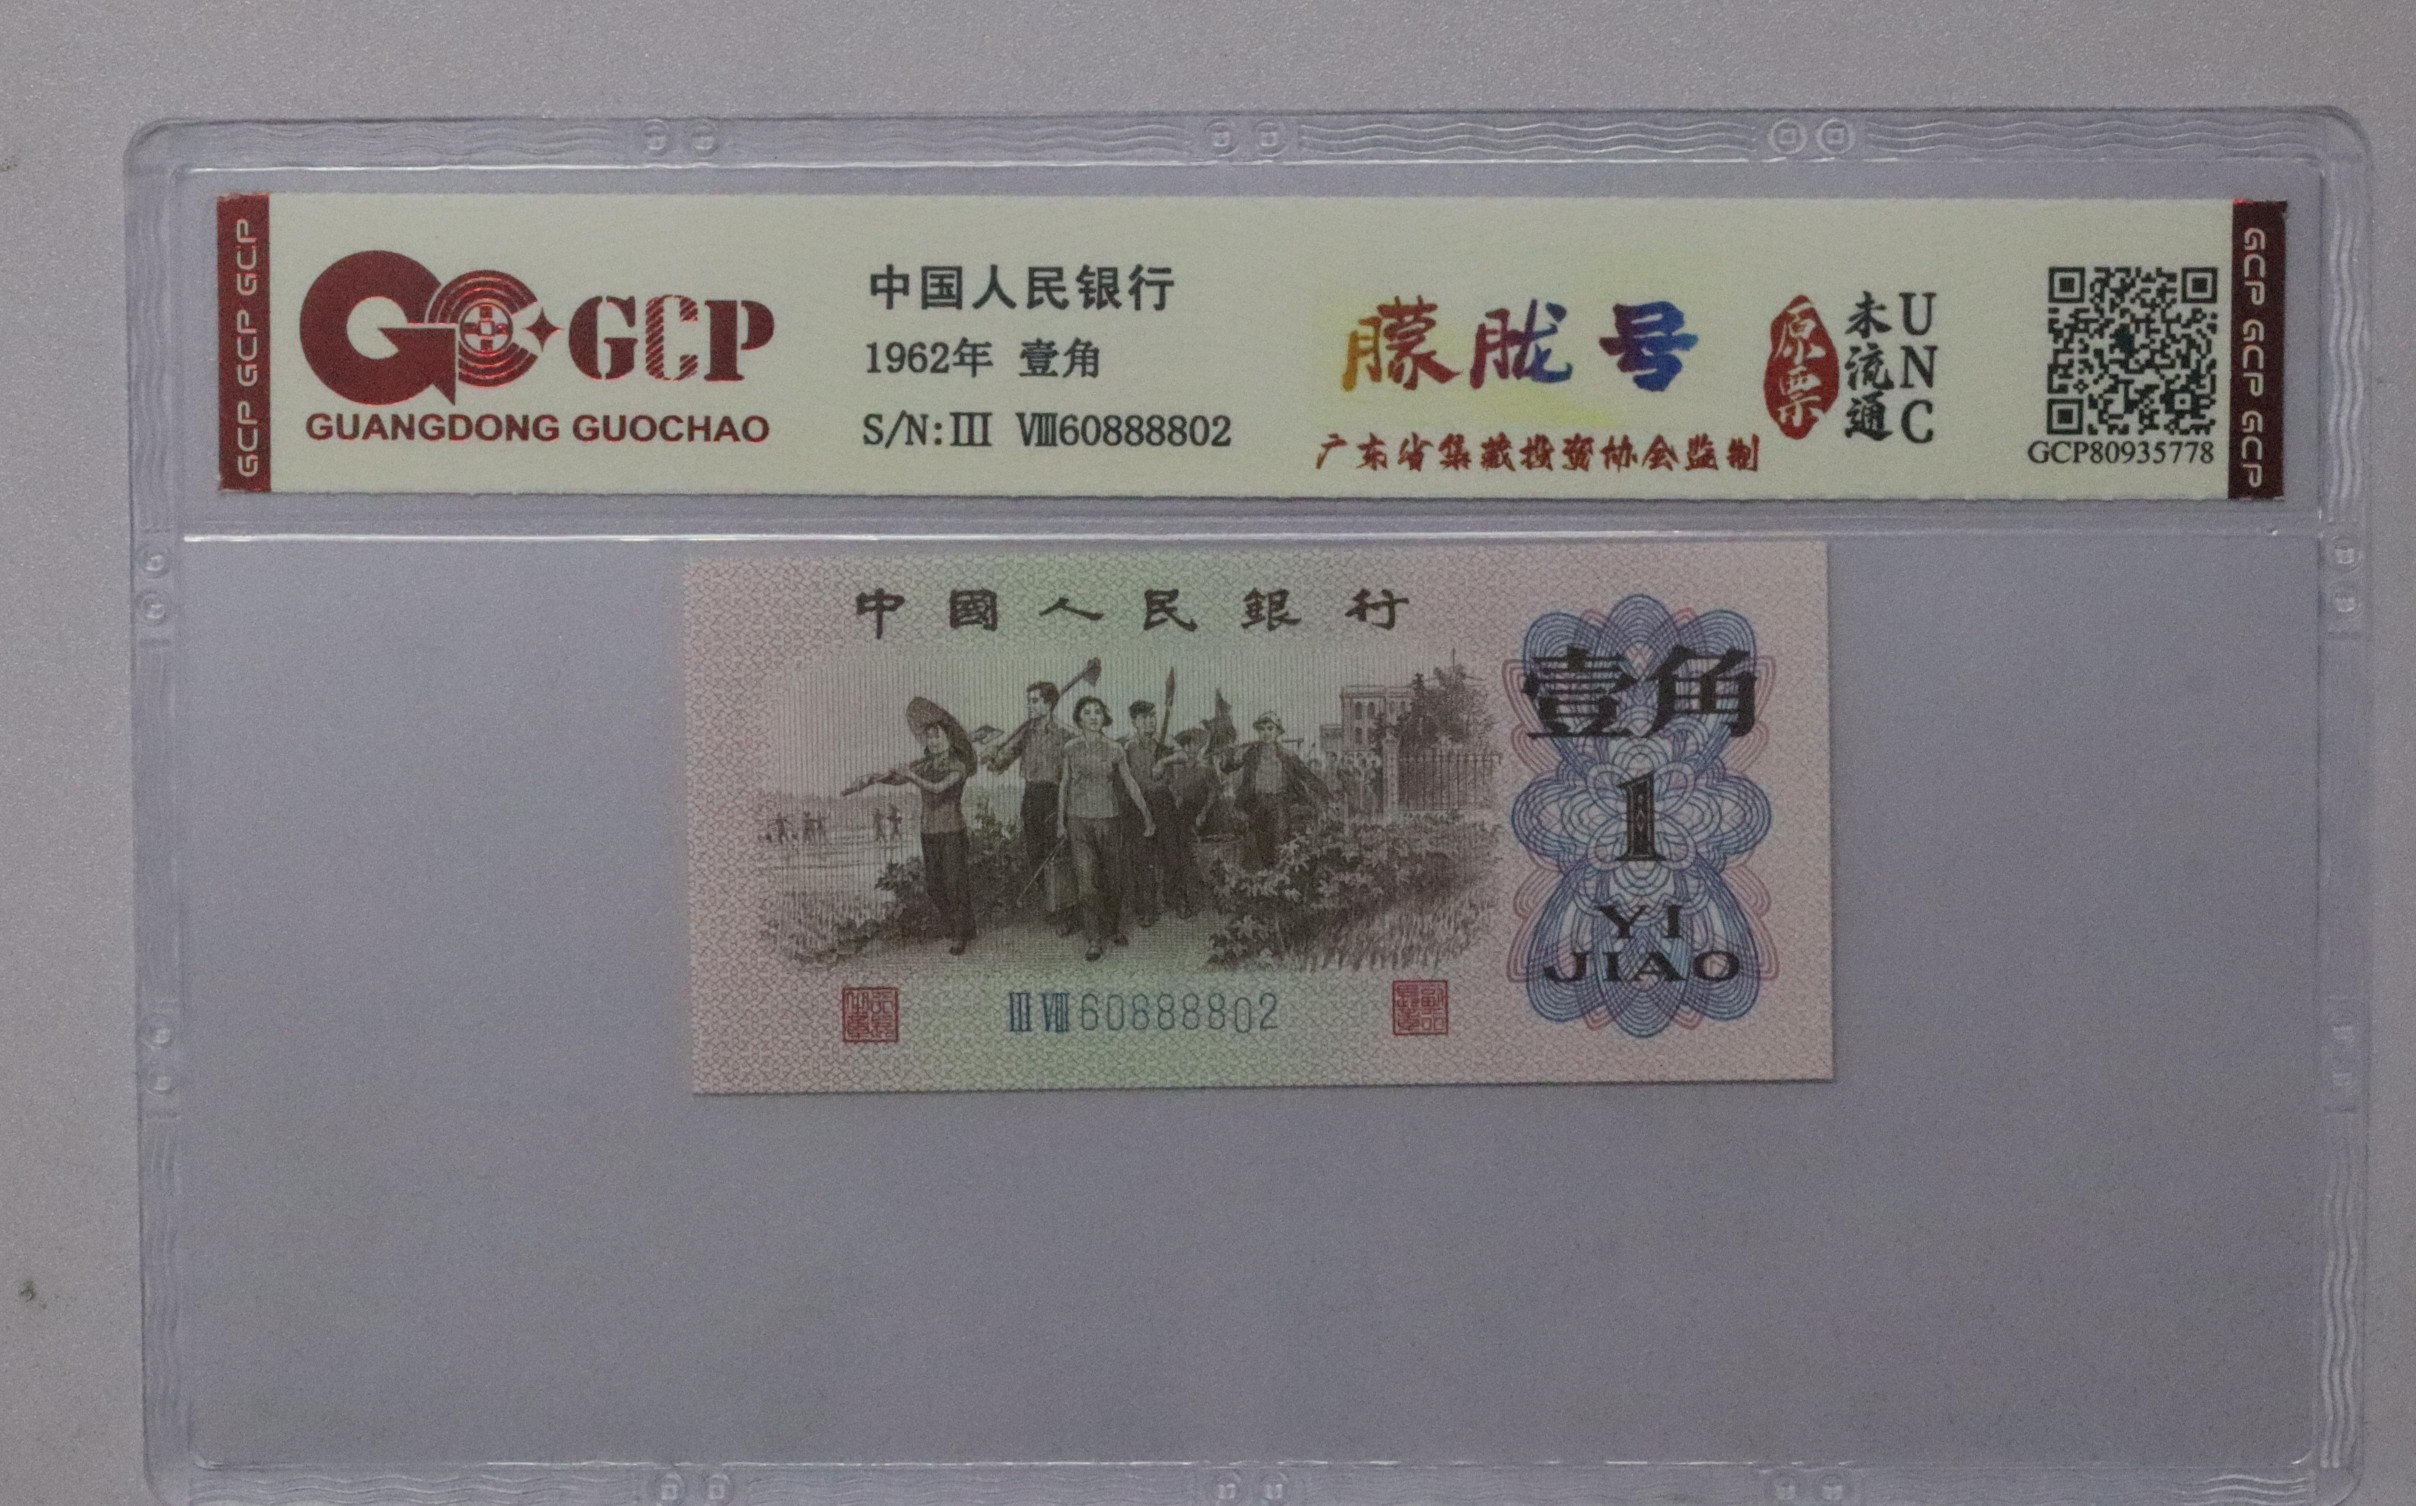 GCP GCP GCP
GCP
GUANGDONG GUOCHAO
中国人民银行
1962年 壹角
S/N:III VIII60888802
朦胧号
广东省集藏投资协会监制
原票
未流通
UNC
GCP80935778
GCP GCP GCP
中國人民銀行
壹角
1
YI
JIAO
III VIII 60888802